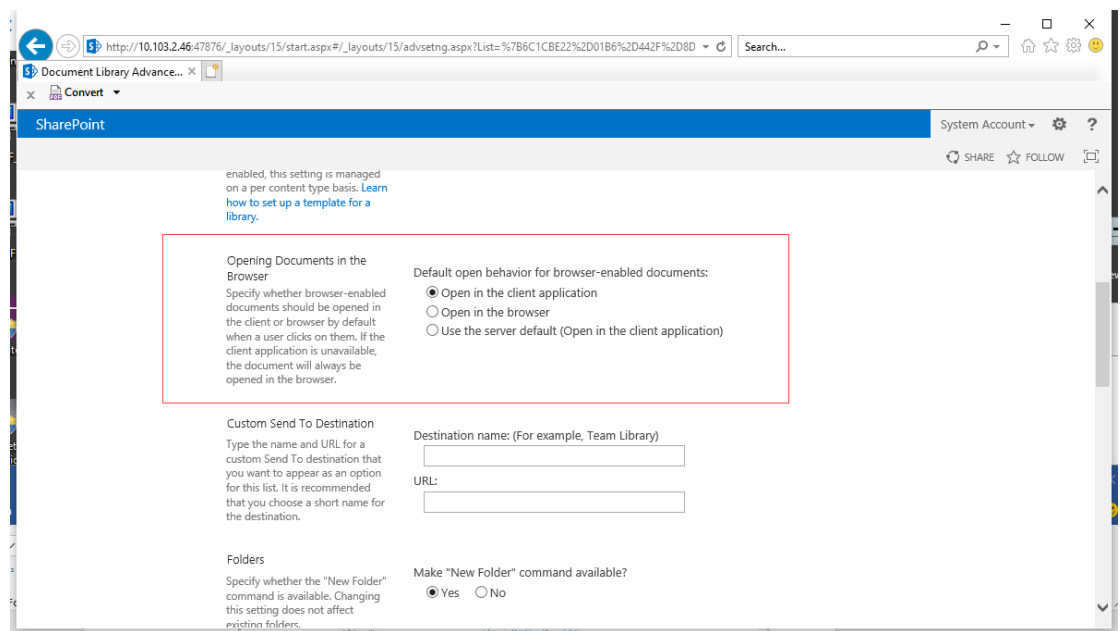 http://10.103.2.46:47876/_layouts/15/start.aspx#/_layouts/15/advsetng.aspx?List=%7B6C1CBE22%2D01B6%2D442F%2D8D
Search...
Document Library Advance...
Convert
SharePoint
System Account
?
SHARE
FOLLOW
enabled, this setting is managed
on a per content type basis. Learn
how to set up a template for a
library.
Opening Documents in the
Browser
Specify whether browser-enabled
documents should be opened in
the client or browser by default
when a user clicks on them. If the
client application is unavailable,
the document will always be
opened in the browser.
Default open behavior for browser-enabled documents:
Open in the client application
Open in the browser
Use the server default (Open in the client application)
Custom Send To Destination
Type the name and URL for a
custom Send To destination that
you want to appear as an option
for this list. It is recommended
that you choose a short name for
the destination.
Destination name: (For example, Team Library)
URL:
Folders
Specify whether the "New Folder"
command is available. Changing
this setting does not affect
existing folders.
Make "New Folder" command available?
Yes No